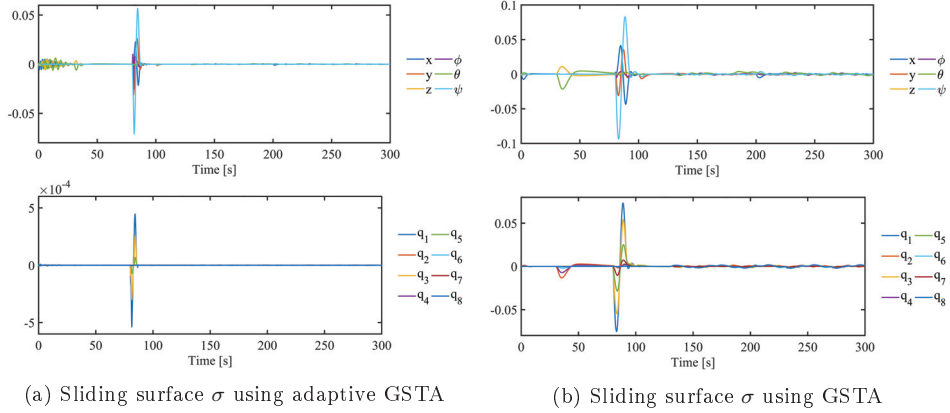 0.05
0
-0.05
0 50 100 150 200 250 300
Time [s]
x ϕ
y θ
z ψ
0.1
0.05
0
-0.05
-0.1
0 50 100 150 200 250 300
Time [s]
x ϕ
y θ
z ψ
×10⁻⁴
5
0
-5
0 50 100 150 200 250 300
Time [s]
q₁ q₅
q₂ q₆
q₃ q₇
q₄ q₈
0.05
0
-0.05
0 50 100 150 200 250 300
Time [s]
q₁ q₅
q₂ q₆
q₃ q₇
q₄ q₈
(a) Sliding surface σ using adaptive GSTA
(b) Sliding surface σ using GSTA